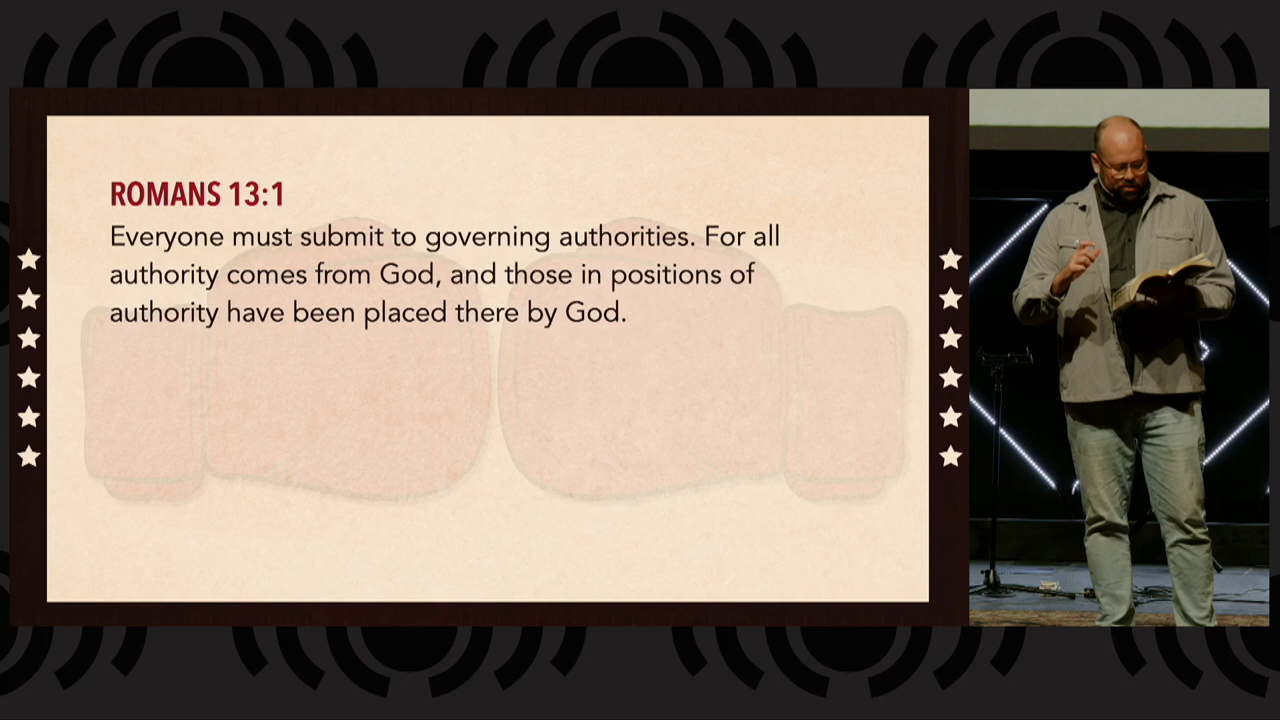 ROMANS 13:1
Everyone must submit to governing authorities. For all
authority comes from God, and those in positions of
authority have been placed there by God.